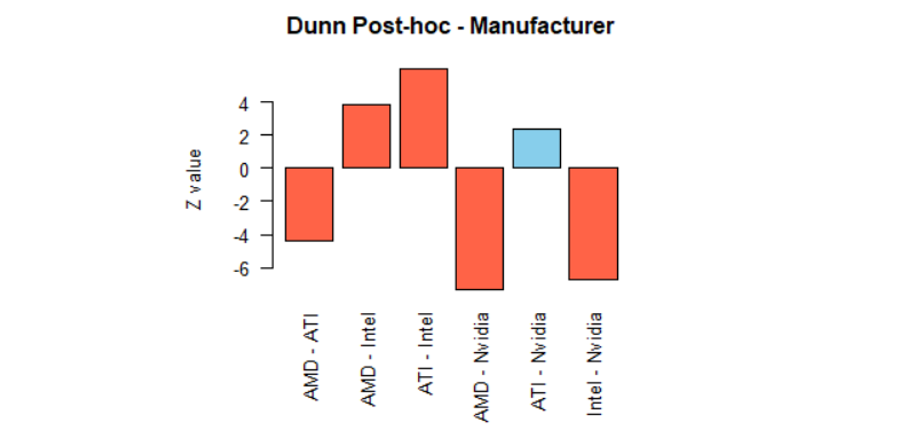 Dunn Post-hoc - Manufacturer
Z value
4
2
0
-2
-4
-6
AMD - ATI
AMD - Intel
ATI - Intel
AMD - Nvidia
ATI - Nvidia
Intel - Nvidia